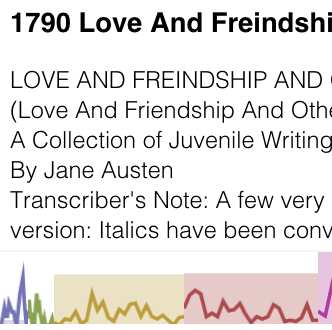 1790 Love And Freindshi
LOVE AND FREINDSHIP AND
(Love And Friendship And Othe
A Collection of Juvenile Writing
By Jane Austen
Transcriber's Note: A few very
version: Italics have been conv